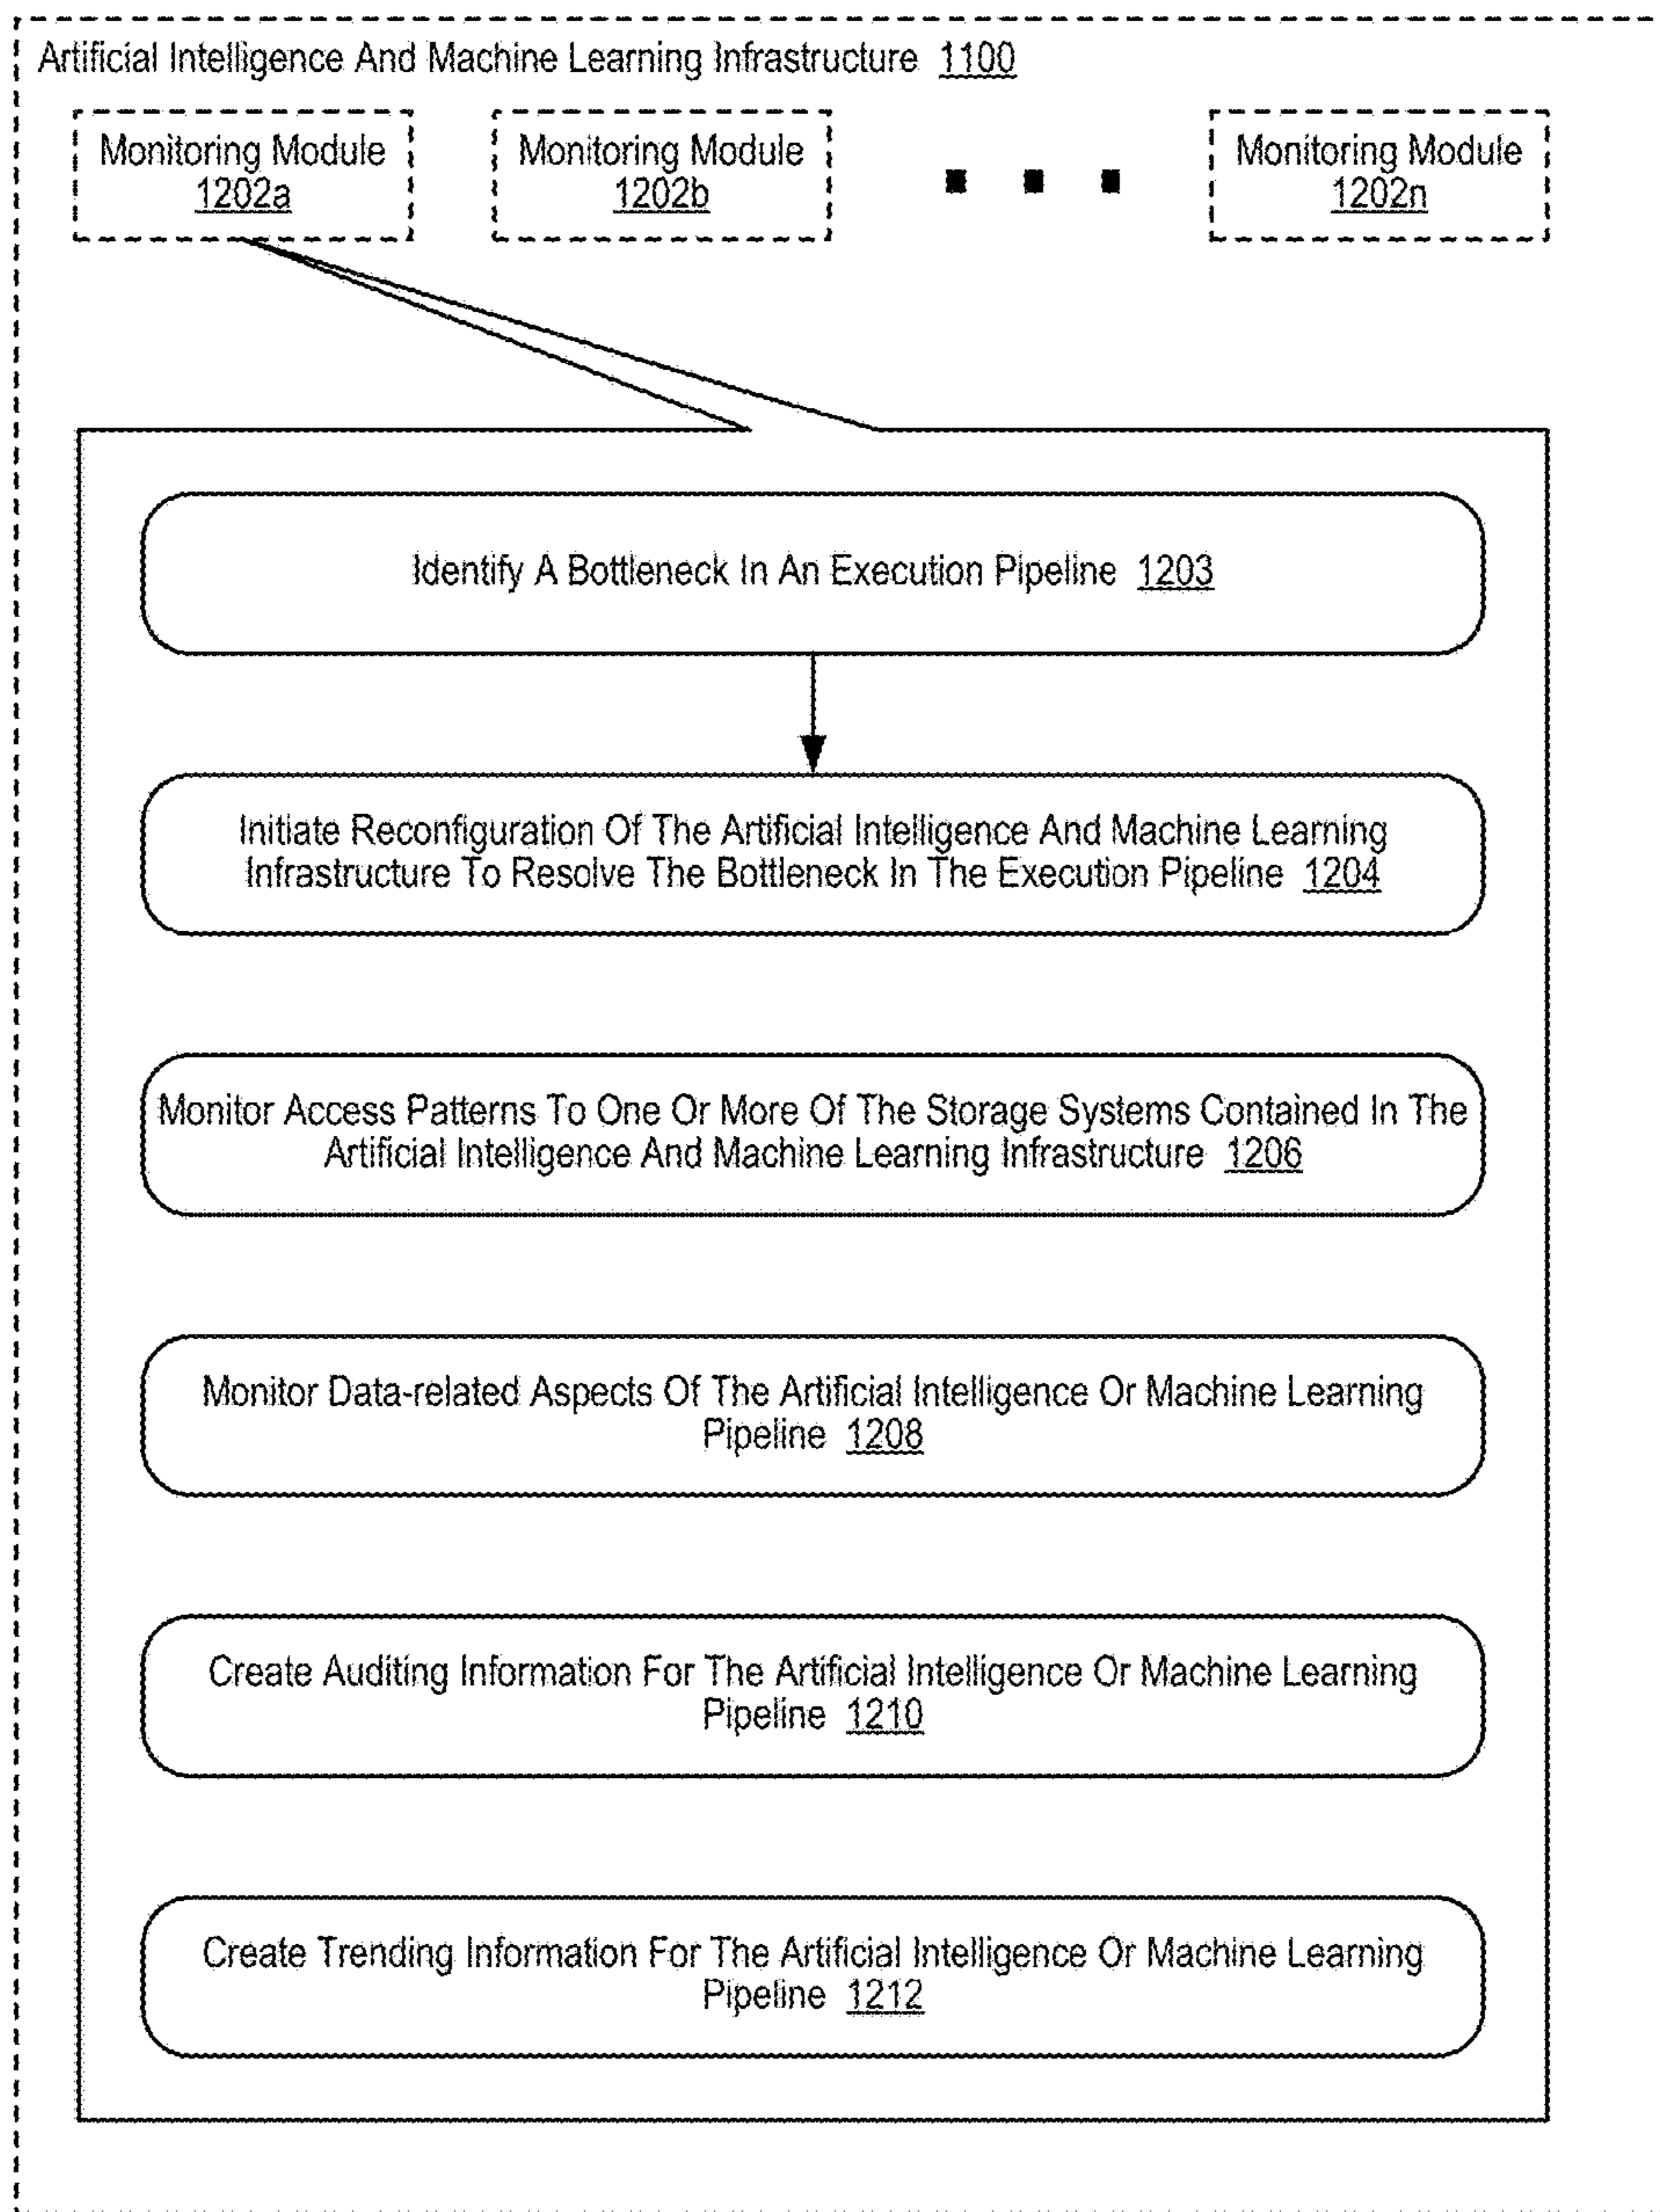 Artificial Intelligence And Machine Learning Infrastructure 1100
Monitoring Module
1202a
Monitoring Module
1202b
Monitoring Module
1202n
Identify A Bottleneck In An Execution Pipeline 1203
Initiate Reconfiguration Of The Artificial Intelligence And Machine Learning
Infrastructure To Resolve The Bottleneck In The Execution Pipeline 1204
Monitor Access Patterns To One Or More Of The Storage Systems Contained In The
Artificial Intelligence And Machine Learning Infrastructure 1206
Monitor Data-related Aspects Of The Artificial Intelligence Or Machine Learning
Pipeline 1208
Create Auditing Information For The Artificial Intelligence Or Machine Learning
Pipeline 1210
Create Trending Information For The Artificial Intelligence Or Machine Learning
Pipeline 1212